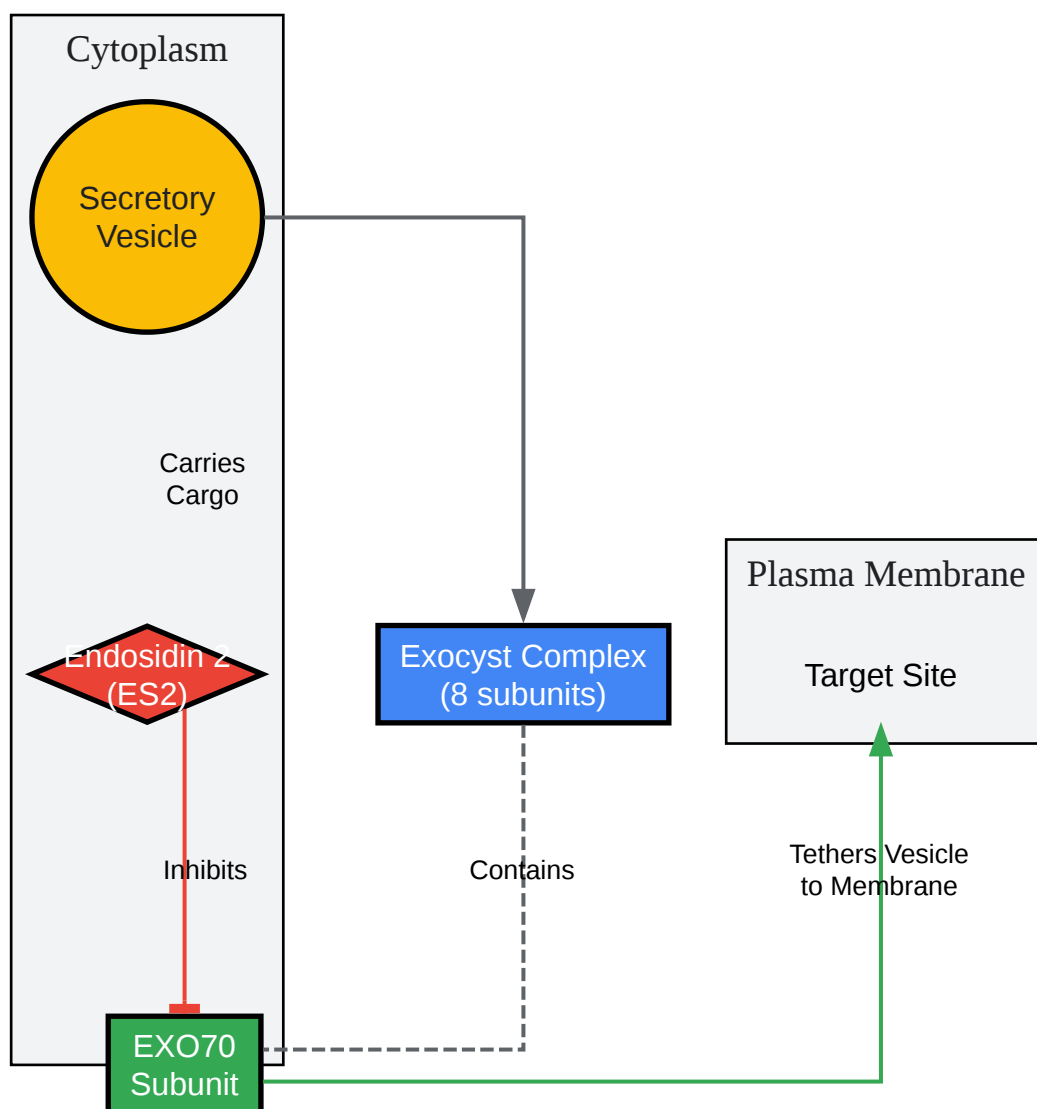 Cytoplasm
Secretory
Vesicle
Carries
Cargo
Endosidin 2
(ES2)
Exocyst Complex
(8 subunits)
Plasma Membrane
Target Site
Inhibits
Contains
Tethers Vesicle
to Membrane
EXO70
Subunit